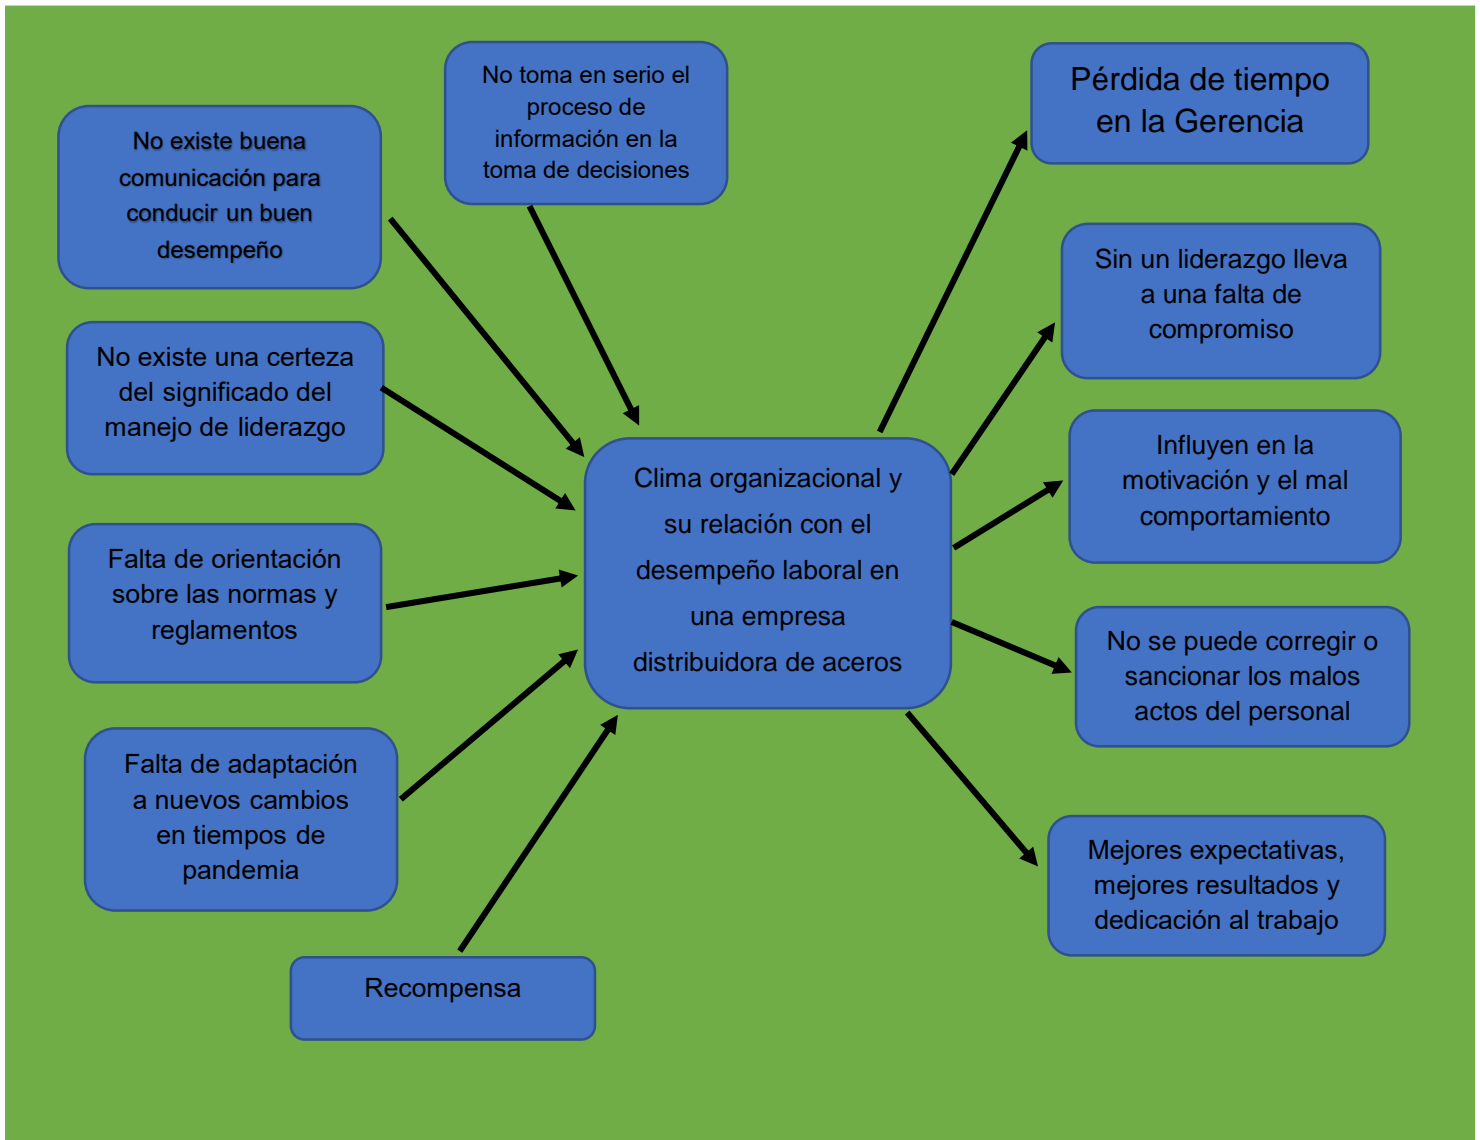 No toma en serio el
proceso de
información en la
toma de decisiones
Pérdida de tiempo
en la Gerencia
No existe buena
comunicación para
conducir un buen
desempeño
Sin un liderazgo lleva
a una falta de
compromiso
No existe una certeza
del significado del
manejo de liderazgo
Influyen en la
motivación y el mal
comportamiento
Clima organizacional y
su relación con el
desempeño laboral en
una empresa
distribuidora de aceros
Falta de orientación
sobre las normas y
reglamentos
No se puede corregir o
sancionar los malos
actos del personal
Falta de adaptación
a nuevos cambios
en tiempos de
pandemia
Mejores expectativas,
mejores resultados y
dedicación al trabajo
Recompensa